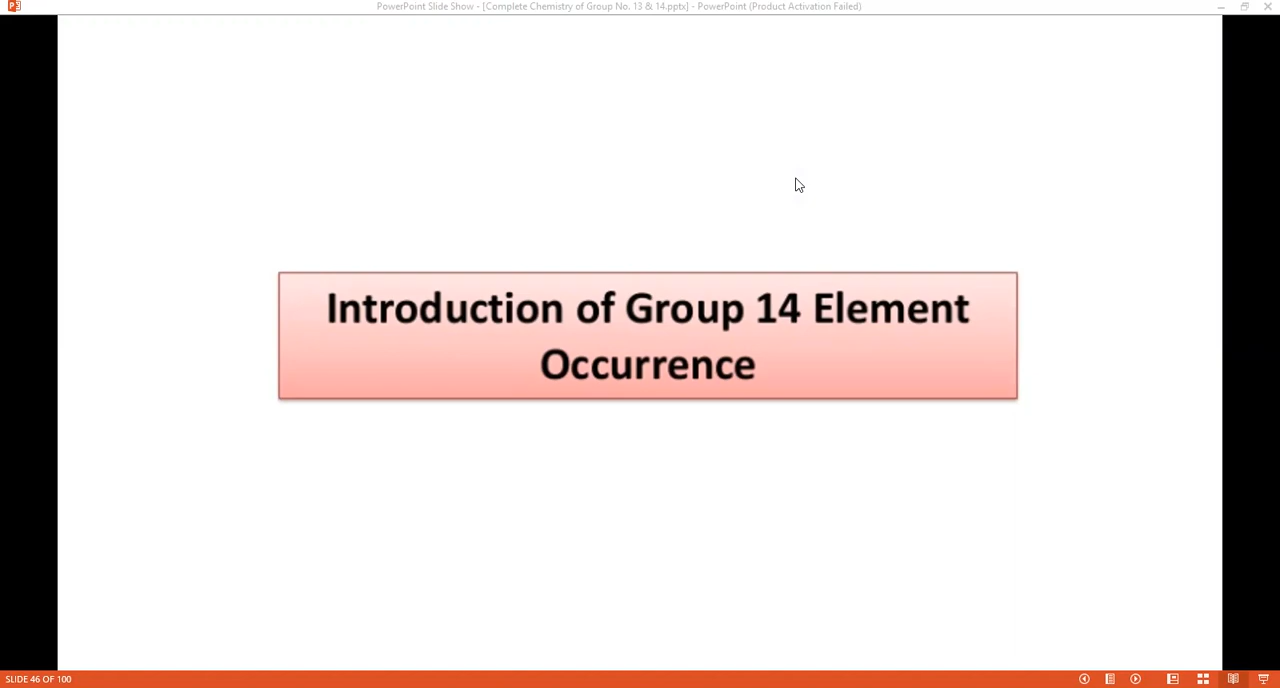 PowerPoint Slide Show - [Complete Chemistry of Group No. 13 & 14.pptx] - PowerPoint (Product Activation Failed)
Introduction of Group 14 Element
Occurrence
SLIDE 46 OF 100